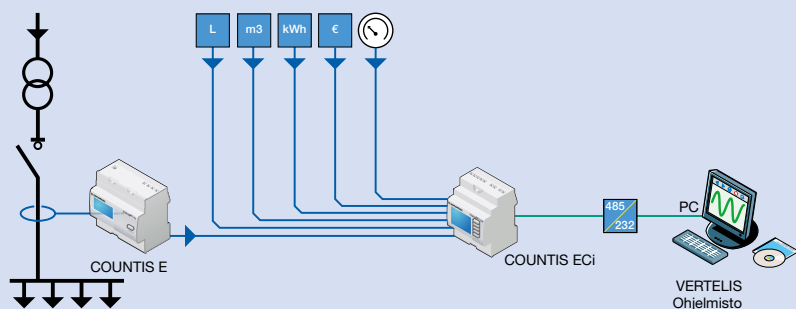 L
m3
kWh
€
COUNTIS E
COUNTIS ECi
485
232
PC
VERTELIS
Ohjelmisto